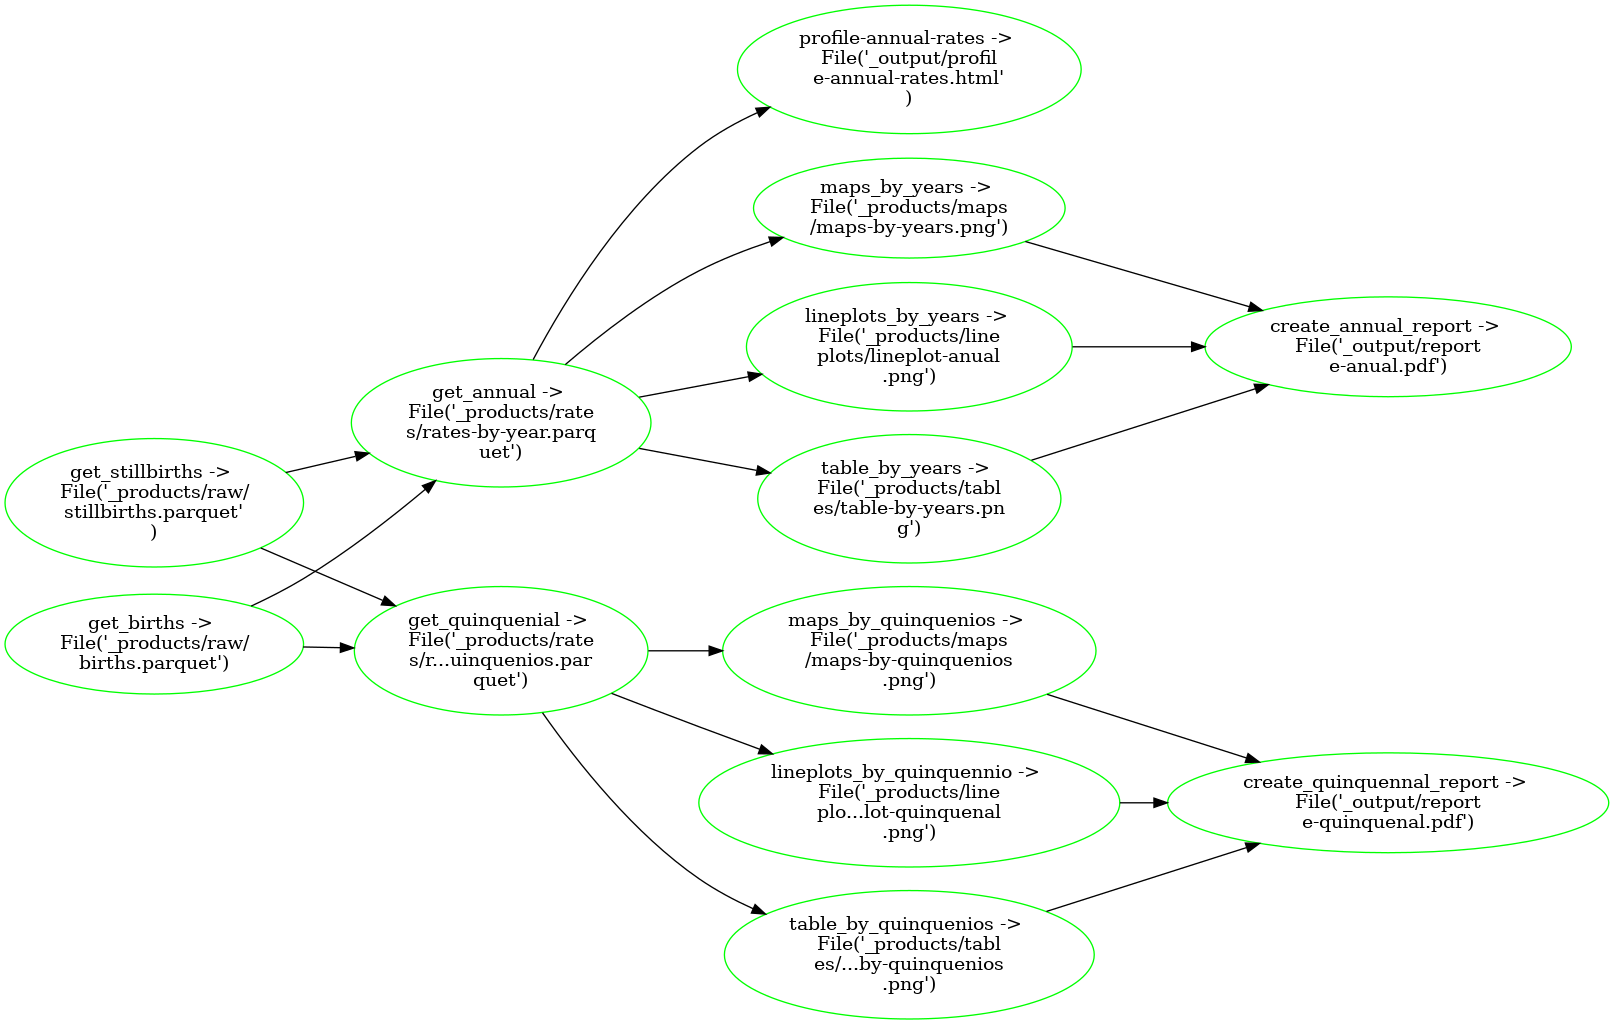 profile-annual-rates ->
File('_output/profil
e-annual-rates.html'
)
maps_by_years ->
File('_products/maps
/maps-by-years.png')
lineplots_by_years ->
File('_products/line
plots/lineplot-anual
.png')
create_annual_report ->
File('_output/report
e-anual.pdf')
get_annual ->
File('_products/rate
s/rates-by-year.parq
uet')
table_by_years ->
File('_products/tabl
es/table-by-years.pn
g')
get_stillbirths ->
File('_products/raw/
stillbirths.parquet'
)
get_births ->
File('_products/raw/
births.parquet')
get_quinquenial ->
File('_products/rate
s/r...uinquenios.par
quet')
maps_by_quinquenios ->
File('_products/maps
/maps-by-quinquenios
.png')
lineplots_by_quinquennio ->
File('_products/line
plo...lot-quinquenal
.png')
create_quinquennal_report ->
File('_output/report
e-quinquenal.pdf')
table_by_quinquenios ->
File('_products/tabl
es/...by-quinquenios
.png')